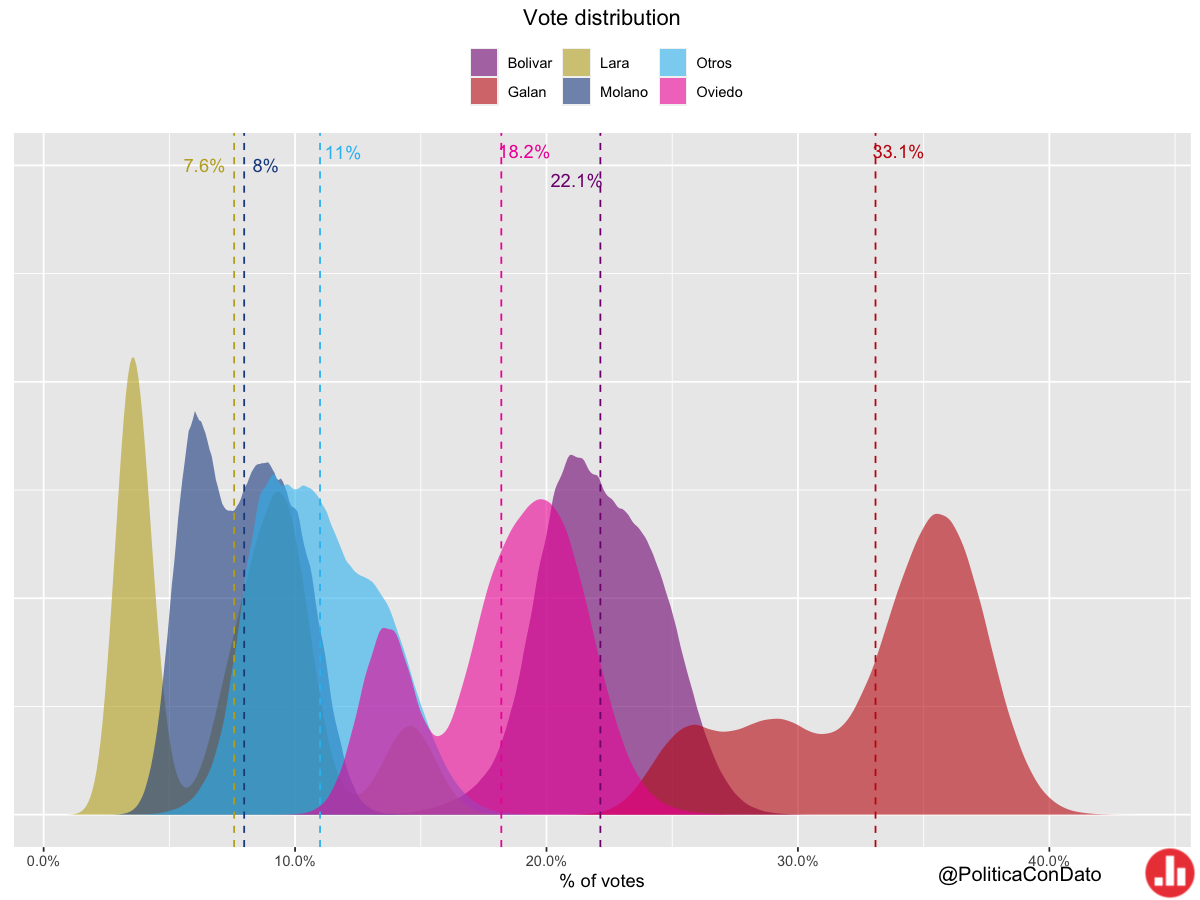 Vote distribution
Bolivar Lara Otros
Galan Molano Oviedo
7.6% 8% 11% 18.2% 22.1% 33.1%
0.0% 10.0% 20.0% 30.0% 40.0%
% of votes
@PoliticaConDato